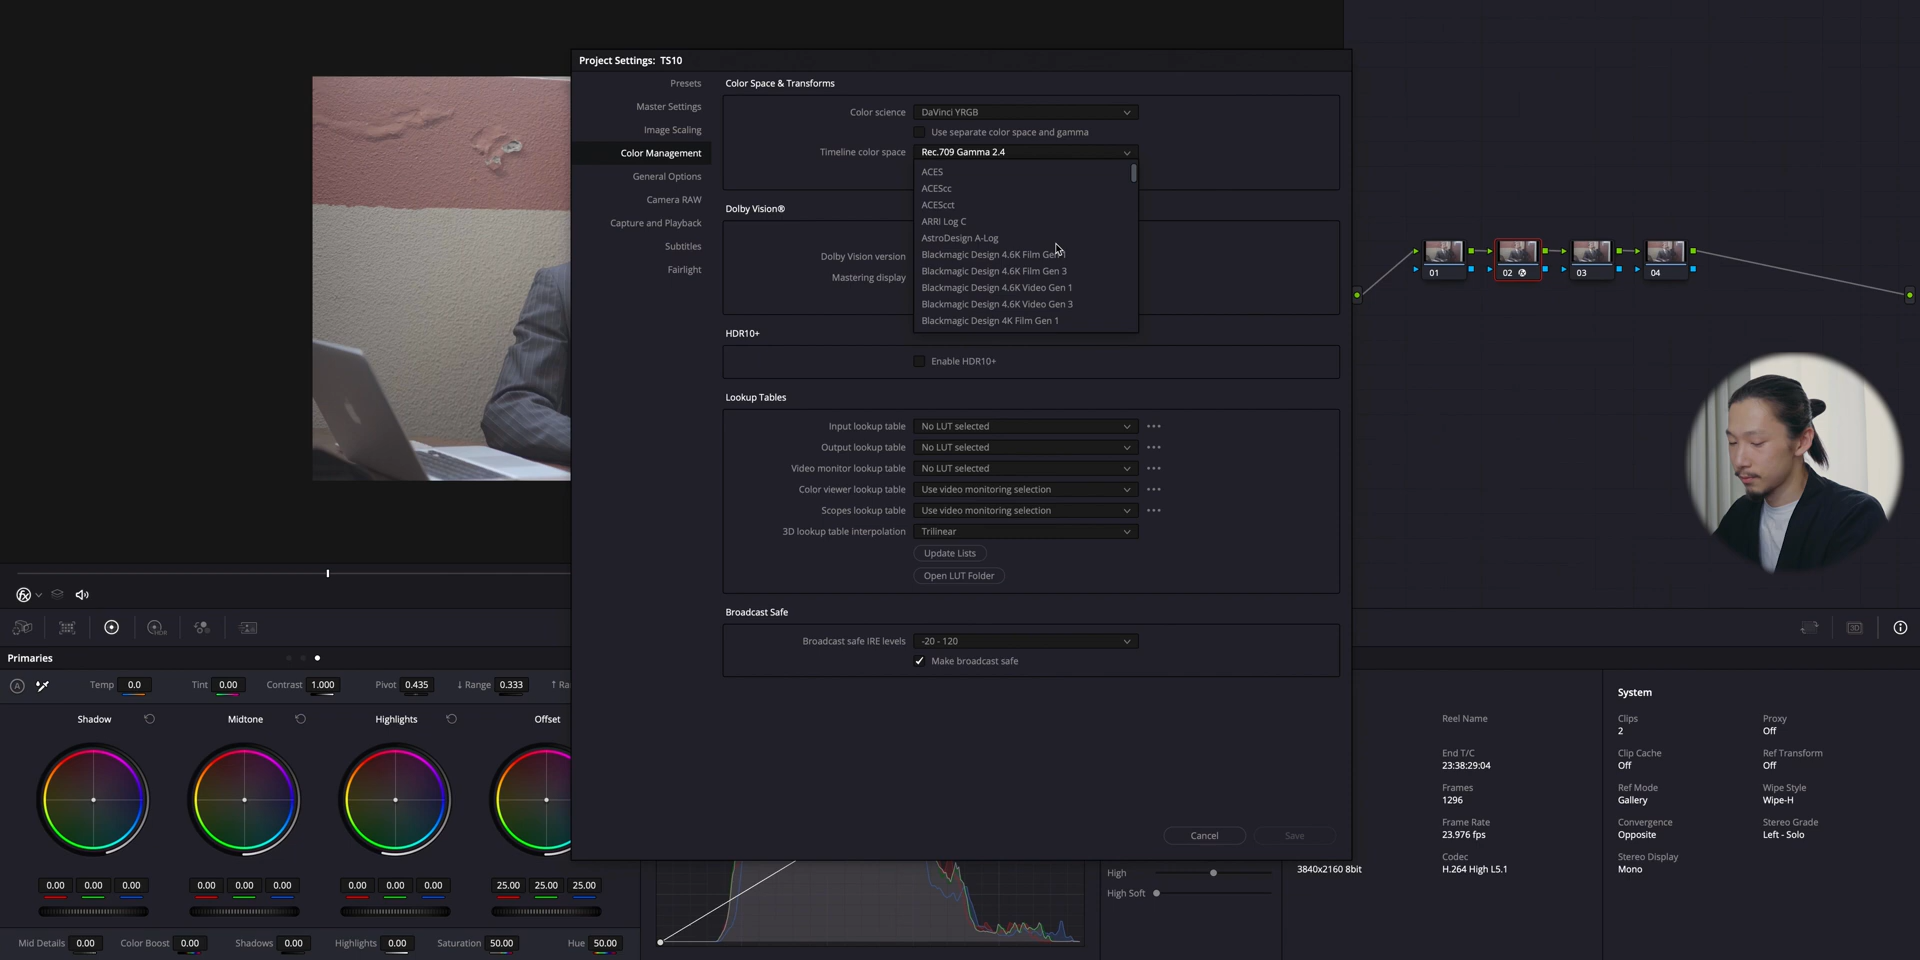 Project Settings: TS10
Presets
Master Settings
Image Scaling
Color Management
General Options
Camera RAW
Capture and Playback
Subtitles
Fairlight
Color Space & Transforms
Color science DaVinci YRGB
Use separate color space and gamma
Timeline color space Rec.709 Gamma 2.4
ACES
ACEScc
ACEScct
ARRI Log C
AstroDesign A-Log
Blackmagic Design 4.6K Film Gen 1
Blackmagic Design 4.6K Film Gen 3
Blackmagic Design 4.6K Video Gen 1
Blackmagic Design 4.6K Video Gen 3
Blackmagic Design 4K Film Gen 1
Dolby Vision®
Dolby Vision version
Mastering display
HDR10+
Enable HDR10+
Lookup Tables
Input lookup table No LUT selected
Output lookup table No LUT selected
Video monitor lookup table No LUT selected
Color viewer lookup table Use video monitoring selection
Scopes lookup table Use video monitoring selection
3D lookup table interpolation Trilinear
Update Lists
Open LUT Folder
Broadcast Safe
Broadcast safe IRE levels -20 - 120
Make broadcast safe
Cancel Save
01 02 03 04
fx
HDR
3D
Primaries
A Temp 0.0 Tint 0.00 Contrast 1.000 Pivot 0.435 ↓ Range 0.333 ↑ Ra
Shadow Midtone Highlights Offset
0.00 0.00 0.00 0.00 0.00 0.00 0.00 0.00 0.00 25.00 25.00 25.00
Mid Details 0.00 Color Boost 0.00 Shadows 0.00 Highlights 0.00 Saturation 50.00 Hue 50.00
High
High Soft
3840x2160 8bit
Reel Name
End T/C
23:38:29:04
Frames
1296
Frame Rate
23.976 fps
Codec
H.264 High L5.1
System
Clips
2
Clip Cache
Off
Ref Mode
Gallery
Convergence
Opposite
Stereo Display
Mono
Proxy
Off
Ref Transform
Off
Wipe Style
Wipe-H
Stereo Grade
Left - Solo